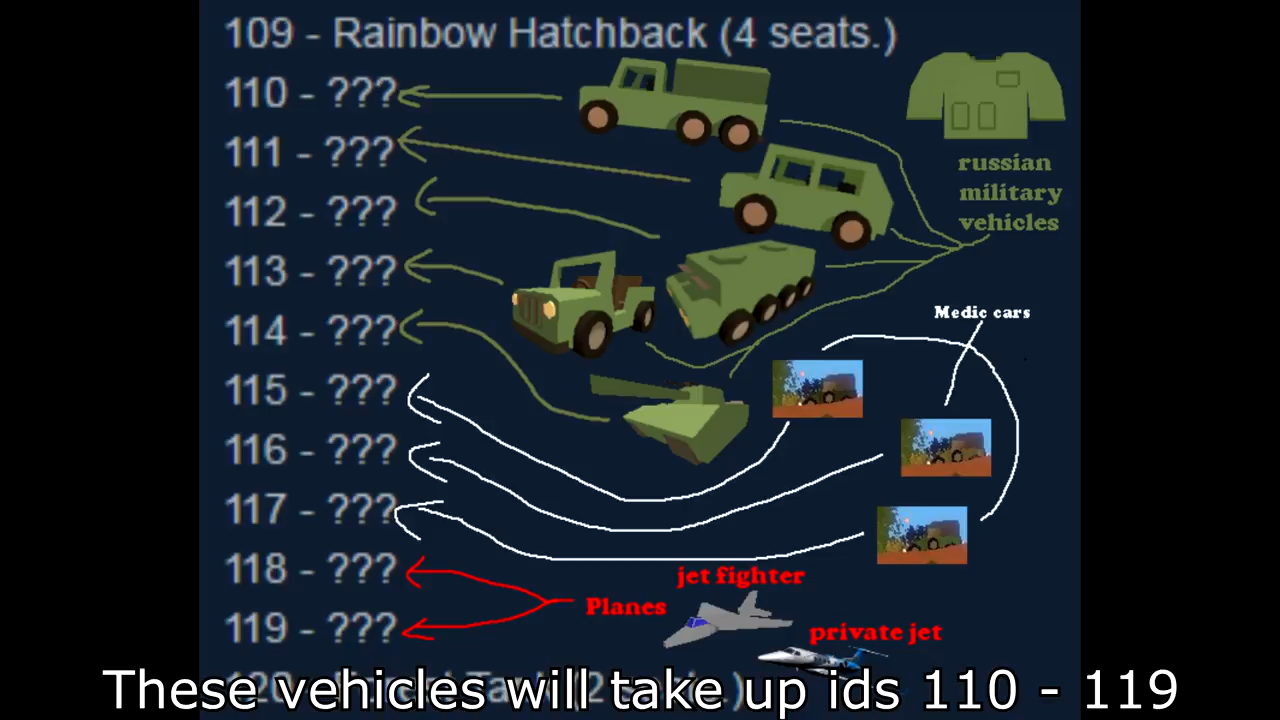 109 - Rainbow Hatchback (4 seats.)
110 - ???
111 - ???
112 - ???
113 - ???
114 - ???
115 - ???
116 - ???
117 - ???
118 - ???
119 - ???
russian
military
vehicles
Medic cars
jet fighter
Planes
private jet
These vehicles will take up ids 110 - 119